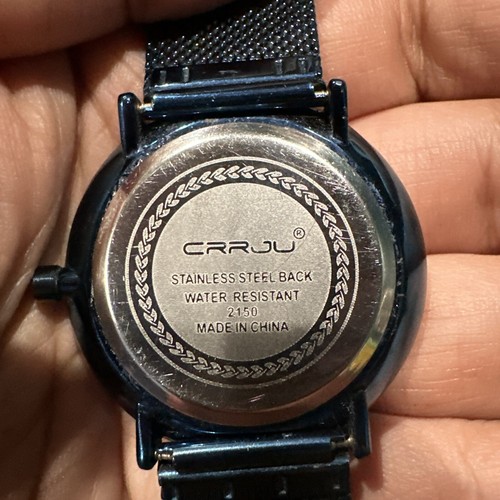 CRRJU®
STAINLESS STEEL BACK
WATER RESISTANT
2150
MADE IN CHINA